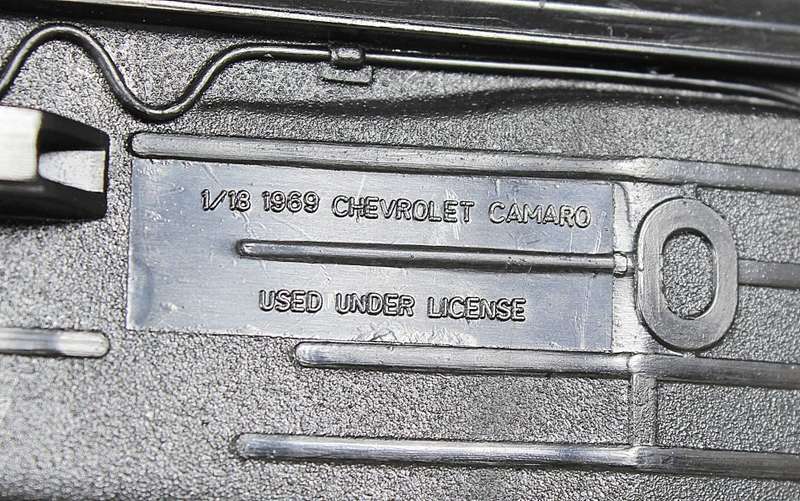 1/18 1969 CHEVROLET CAMARO
USED UNDER LICENSE